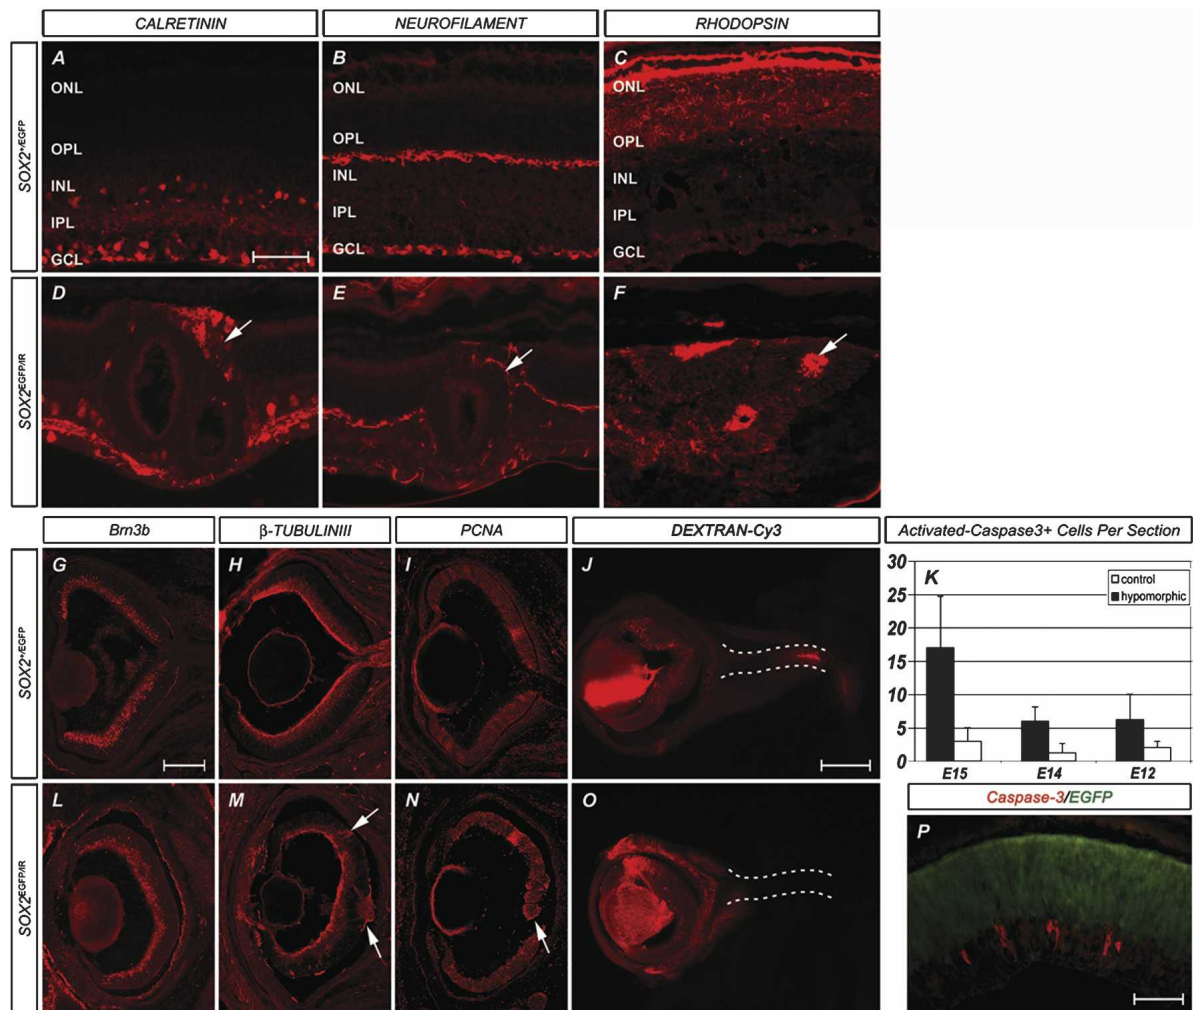 CALRETININ
NEUROFILAMENT
RHODOPSIN
SOX2+/EGFP
A
ONL
OPL
INL
IPL
GCL
B
ONL
OPL
INL
IPL
GCL
C
ONL
OPL
INL
IPL
GCL
SOX2EGFP/IR
D
E
F
Brn3b
β-TUBULINIII
PCNA
DEXTRAN-Cy3
Activated-Caspase3+ Cells Per Section
SOX2+/EGFP
G
H
I
J
K
30
25
20
15
10
5
0
control
hypomorphic
E15
E14
E12
SOX2EGFP/IR
L
M
N
O
Caspase-3/EGFP
P